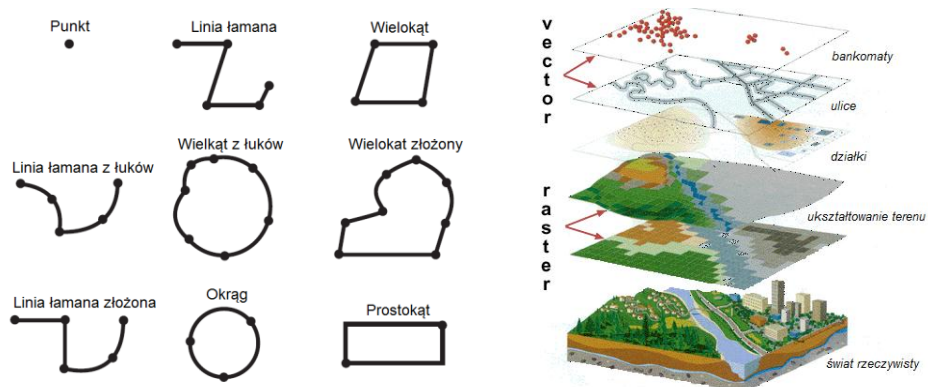 Punkt
Linia łamana
Wielokąt
Linia łamana z łuków
Wielkąt z łuków
Wielokat złożony
Linia łamana złożona
Okrąg
Prostokąt
vector
bankomaty
ulice
działki
raster
ukształtowanie terenu
świat rzeczywisty